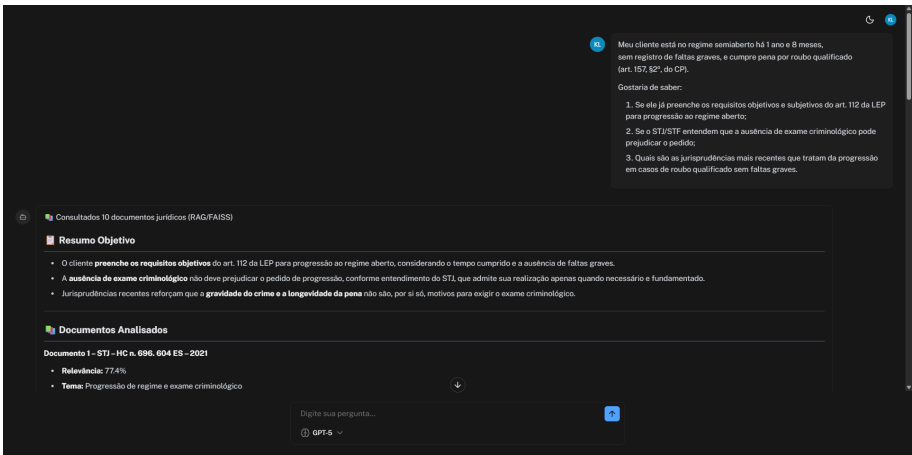 KL
KL
Meu cliente está no regime semiaberto há 1 ano e 8 meses,
sem registro de faltas graves, e cumpre pena por roubo qualificado
(art. 157, §2º, do CP).
Gostaria de saber:
1. Se ele já preenche os requisitos objetivos e subjetivos do art. 112 da LEP
para progressão ao regime aberto;
2. Se o STJ/STF entendem que a ausência de exame criminológico pode
prejudicar o pedido;
3. Quais são as jurisprudências mais recentes que tratam da progressão
em casos de roubo qualificado sem faltas graves.
Consultados 10 documentos jurídicos (RAG/FAISS)
Resumo Objetivo
• O cliente preenche os requisitos objetivos do art. 112 da LEP para progressão ao regime aberto, considerando o tempo cumprido e a ausência de faltas graves.
• A ausência de exame criminológico não deve prejudicar o pedido de progressão, conforme entendimento do STJ, que admite sua realização apenas quando necessário e fundamentado.
• Jurisprudências recentes reforçam que a gravidade do crime e a longevidade da pena não são, por si só, motivos para exigir o exame criminológico.
Documentos Analisados
Documento 1 – STJ – HC n. 696. 604 ES – 2021
• Relevância: 77.4%
• Tema: Progressão de regime e exame criminológico
Digite sua pergunta...
GPT-5